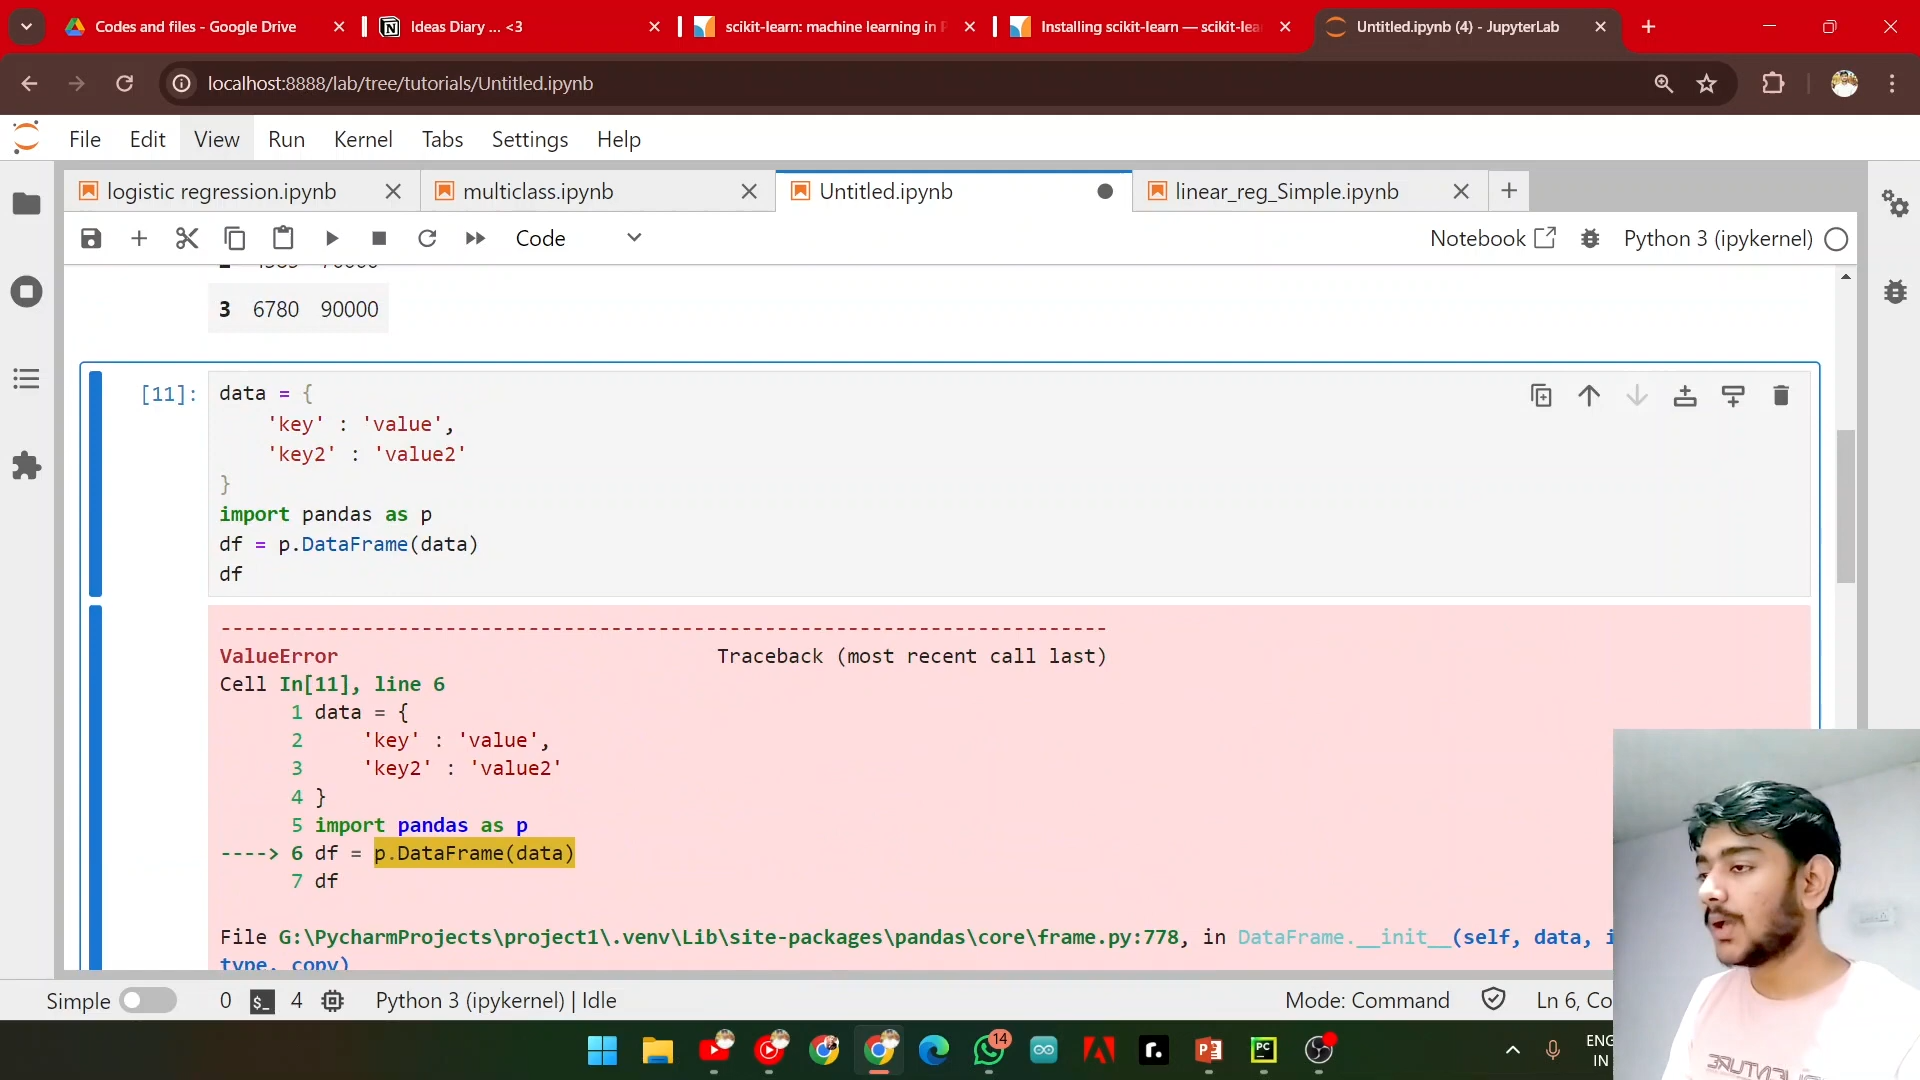 Codes and files - Google Drive
Ideas Diary ... <3
scikit-learn: machine learning in P
Installing scikit-learn — scikit-lea
Untitled.ipynb (4) - JupyterLab
localhost:8888/lab/tree/tutorials/Untitled.ipynb
File Edit View Run Kernel Tabs Settings Help
logistic regression.ipynb
multiclass.ipynb
Untitled.ipynb
linear_reg_Simple.ipynb
Code
Notebook
Python 3 (ipykernel)
3 6780 90000
[11]:
data = {
'key' : 'value',
'key2' : 'value2'
}
import pandas as p
df = p.DataFrame(data)
df
---------------------------------------------------------------------------
ValueError Traceback (most recent call last)
Cell In[11], line 6
1 data = {
2 'key' : 'value',
3 'key2' : 'value2'
4 }
5 import pandas as p
----> 6 df = p.DataFrame(data)
7 df
File G:\PycharmProjects\project1\.venv\Lib\site-packages\pandas\core\frame.py:778, in DataFrame.__init__(self, data, i
type, copy)
Simple 0 4 Python 3 (ipykernel) | Idle
Mode: Command Ln 6, Co
14
ENG
IN